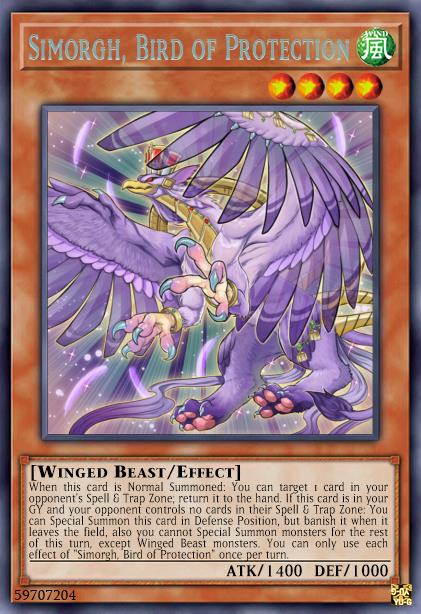 SIMORGH, BIRD OF PROTECTION
WIND
風
[WINGED BEAST/EFFECT]
When this card is Normal Summoned: You can target 1 card in your
opponent's Spell & Trap Zone; return it to the hand. If this card is in your
GY and your opponent controls no cards in their Spell & Trap Zone: You
can Special Summon this card in Defense Position, but banish it when it
leaves the field, also you cannot Special Summon monsters for the rest
of this turn, except Winged Beast monsters. You can only use each
effect of "Simorgh, Bird of Protection" once per turn.
ATK/1400 DEF/1000
59707204